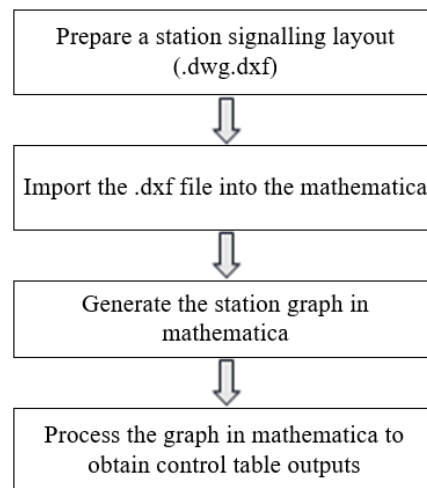 Prepare a station signalling layout
(.dwg.dxf)
Import the .dxf file into the mathematica
Generate the station graph in
mathematica
Process the graph in mathematica to
obtain control table outputs